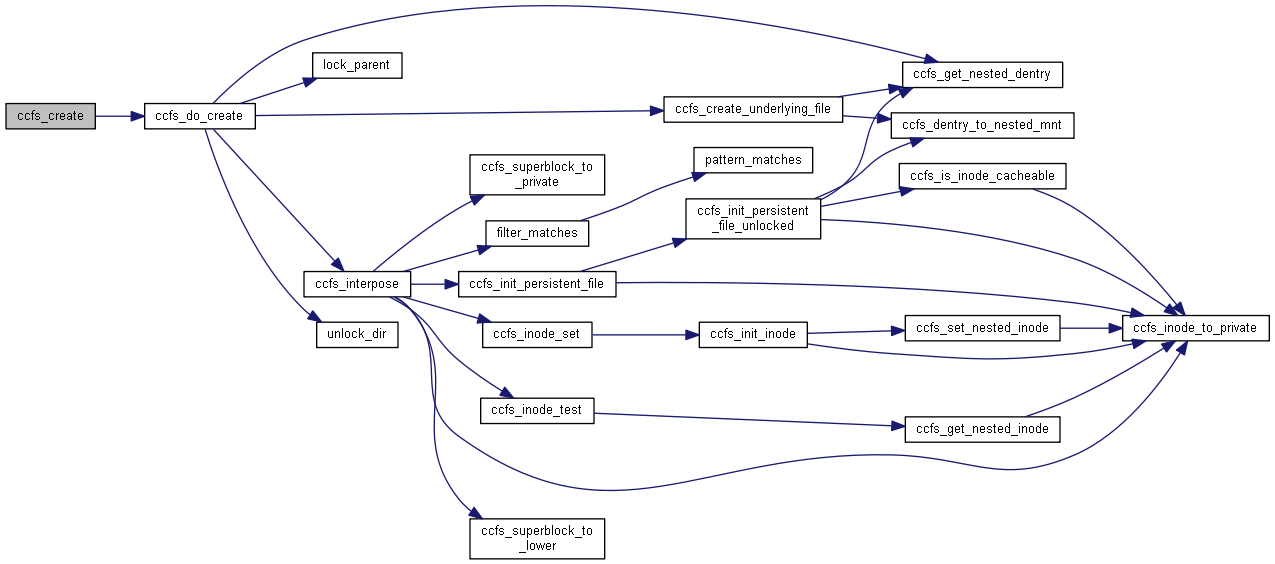 ccfs_create
ccfs_do_create
lock_parent
ccfs_get_nested_dentry
ccfs_create_underlying_file
ccfs_dentry_to_nested_mnt
pattern_matches
ccfs_superblock_to
_private
ccfs_is_inode_cacheable
ccfs_init_persistent
_file_unlocked
filter_matches
ccfs_interpose
ccfs_init_persistent_file
unlock_dir
ccfs_inode_set
ccfs_init_inode
ccfs_set_nested_inode
ccfs_inode_to_private
ccfs_inode_test
ccfs_get_nested_inode
ccfs_superblock_to
_lower